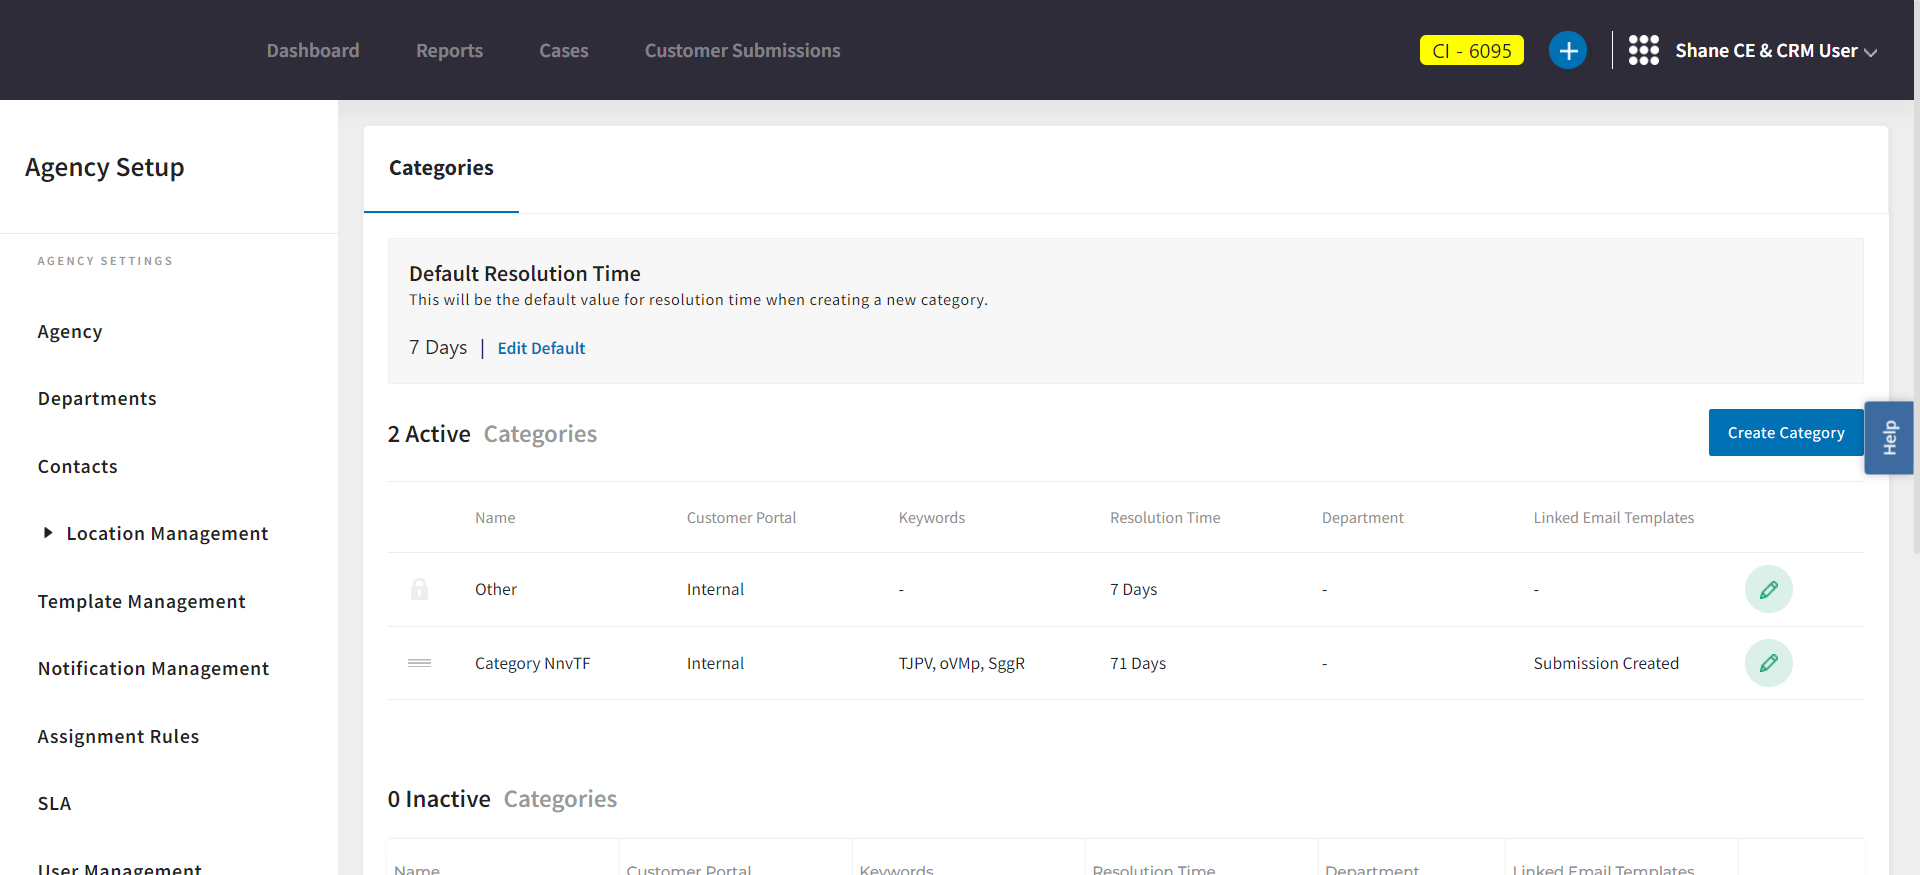 Dashboard Reports Cases Customer Submissions CI - 6095 Shane CE & CRM User
Agency Setup
AGENCY SETTINGS
Agency
Departments
Contacts
Location Management
Template Management
Notification Management
Assignment Rules
SLA
User Management
Categories
Default Resolution Time
This will be the default value for resolution time when creating a new category.
7 Days | Edit Default
2 Active Categories
Create Category
Help
Name Customer Portal Keywords Resolution Time Department Linked Email Templates
Other Internal - 7 Days - -
Category NnvTF Internal TJPV, oVMp, SggR 71 Days - Submission Created
0 Inactive Categories
Name Customer Portal Keywords Resolution Time Department Linked Email Templates